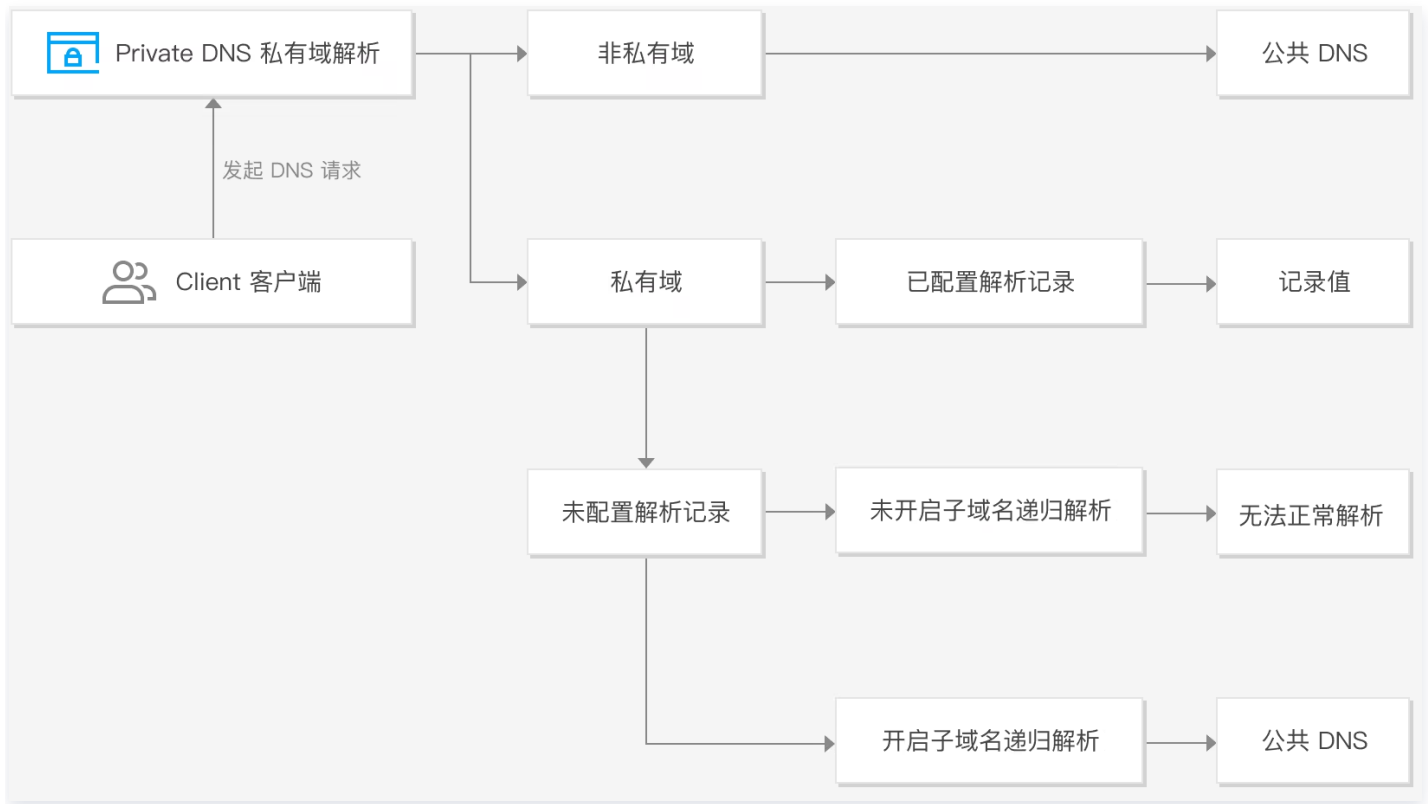 Private DNS 私有域解析
非私有域
公共 DNS
发起 DNS 请求
Client 客户端
私有域
已配置解析记录
记录值
未配置解析记录
未开启子域名递归解析
无法正常解析
开启子域名递归解析
公共 DNS